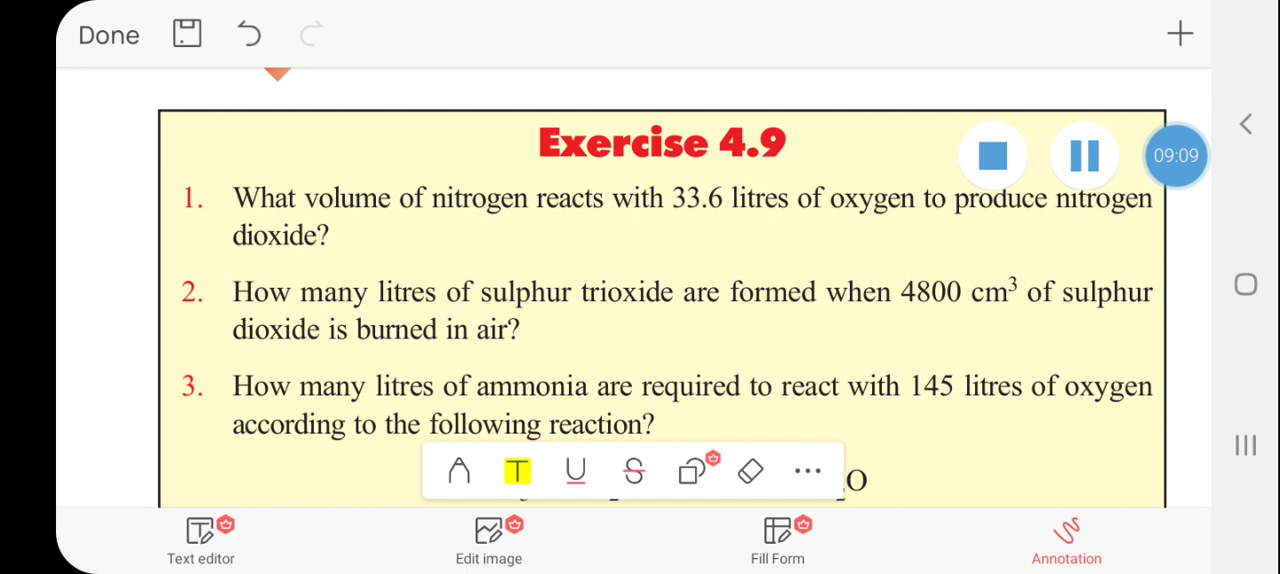 Done
Exercise 4.9
09:09
1. What volume of nitrogen reacts with 33.6 litres of oxygen to produce nitrogen
dioxide?
2. How many litres of sulphur trioxide are formed when 4800 cm³ of sulphur
dioxide is burned in air?
3. How many litres of ammonia are required to react with 145 litres of oxygen
according to the following reaction?
O
T U S
Text editor
Edit image
Fill Form
Annotation